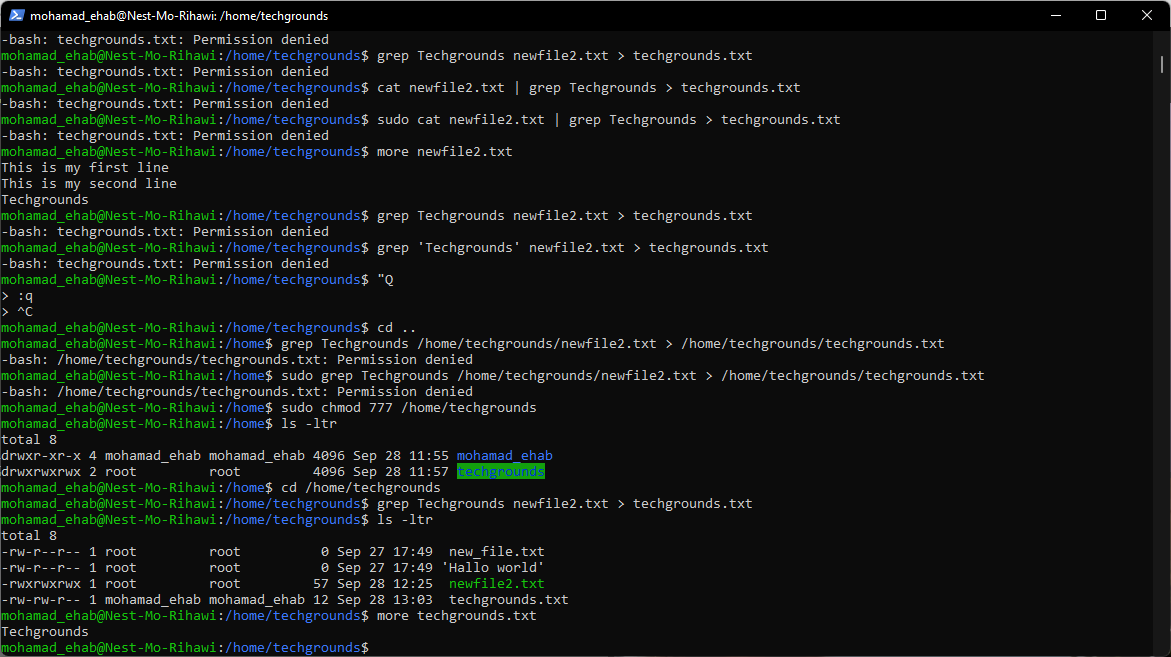 mohamad_ehab@Nest-Mo-Rihawi: /home/techgrounds
-bash: techgrounds.txt: Permission denied
mohamad_ehab@Nest-Mo-Rihawi:/home/techgrounds$ grep Techgrounds newfile2.txt > techgrounds.txt
-bash: techgrounds.txt: Permission denied
mohamad_ehab@Nest-Mo-Rihawi:/home/techgrounds$ cat newfile2.txt | grep Techgrounds > techgrounds.txt
-bash: techgrounds.txt: Permission denied
mohamad_ehab@Nest-Mo-Rihawi:/home/techgrounds$ sudo cat newfile2.txt | grep Techgrounds > techgrounds.txt
-bash: techgrounds.txt: Permission denied
mohamad_ehab@Nest-Mo-Rihawi:/home/techgrounds$ more newfile2.txt
This is my first line
This is my second line
Techgrounds
mohamad_ehab@Nest-Mo-Rihawi:/home/techgrounds$ grep Techgrounds newfile2.txt > techgrounds.txt
-bash: techgrounds.txt: Permission denied
mohamad_ehab@Nest-Mo-Rihawi:/home/techgrounds$ grep 'Techgrounds' newfile2.txt > techgrounds.txt
-bash: techgrounds.txt: Permission denied
mohamad_ehab@Nest-Mo-Rihawi:/home/techgrounds$ "Q
> :q
> ^C
mohamad_ehab@Nest-Mo-Rihawi:/home/techgrounds$ cd ..
mohamad_ehab@Nest-Mo-Rihawi:/home$ grep Techgrounds /home/techgrounds/newfile2.txt > /home/techgrounds/techgrounds.txt
-bash: /home/techgrounds/techgrounds.txt: Permission denied
mohamad_ehab@Nest-Mo-Rihawi:/home$ sudo grep Techgrounds /home/techgrounds/newfile2.txt > /home/techgrounds/techgrounds.txt
-bash: /home/techgrounds/techgrounds.txt: Permission denied
mohamad_ehab@Nest-Mo-Rihawi:/home$ sudo chmod 777 /home/techgrounds
mohamad_ehab@Nest-Mo-Rihawi:/home$ ls -ltr
total 8
drwxr-xr-x 4 mohamad_ehab mohamad_ehab 4096 Sep 28 11:55 mohamad_ehab
drwxrwxrwx 2 root         root         4096 Sep 28 11:57 techgrounds
mohamad_ehab@Nest-Mo-Rihawi:/home$ cd /home/techgrounds
mohamad_ehab@Nest-Mo-Rihawi:/home/techgrounds$ grep Techgrounds newfile2.txt > techgrounds.txt
mohamad_ehab@Nest-Mo-Rihawi:/home/techgrounds$ ls -ltr
total 8
-rw-r--r-- 1 root         root          0 Sep 27 17:49  new_file.txt
-rw-r--r-- 1 root         root          0 Sep 27 17:49 'Hallo world'
-rwxrwxrwx 1 root         root         57 Sep 28 12:25  newfile2.txt
-rw-rw-r-- 1 mohamad_ehab mohamad_ehab 12 Sep 28 13:03  techgrounds.txt
mohamad_ehab@Nest-Mo-Rihawi:/home/techgrounds$ more techgrounds.txt
Techgrounds
mohamad_ehab@Nest-Mo-Rihawi:/home/techgrounds$